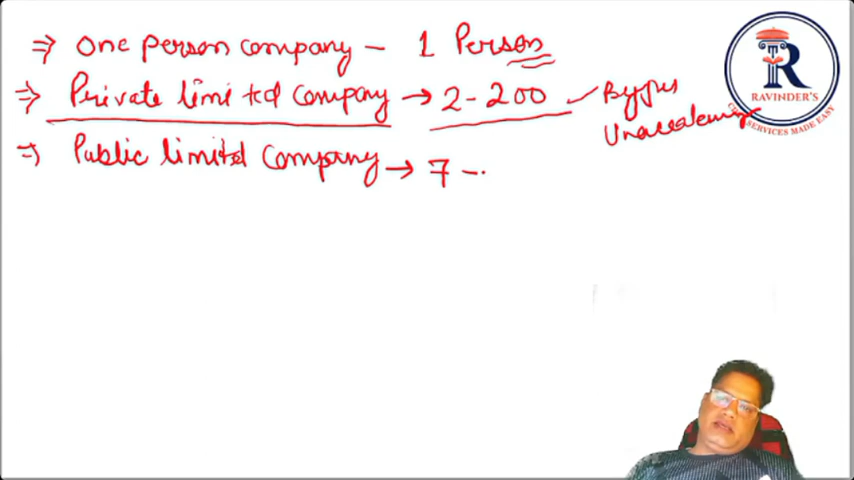 ⇒ One person company – 1 Person
⇒ Private limited company → 2-200 ✓ Byjus
Unacademy
⇒ Public limited company → 7 -
R
RAVINDER'S
SERVICES MADE EASY